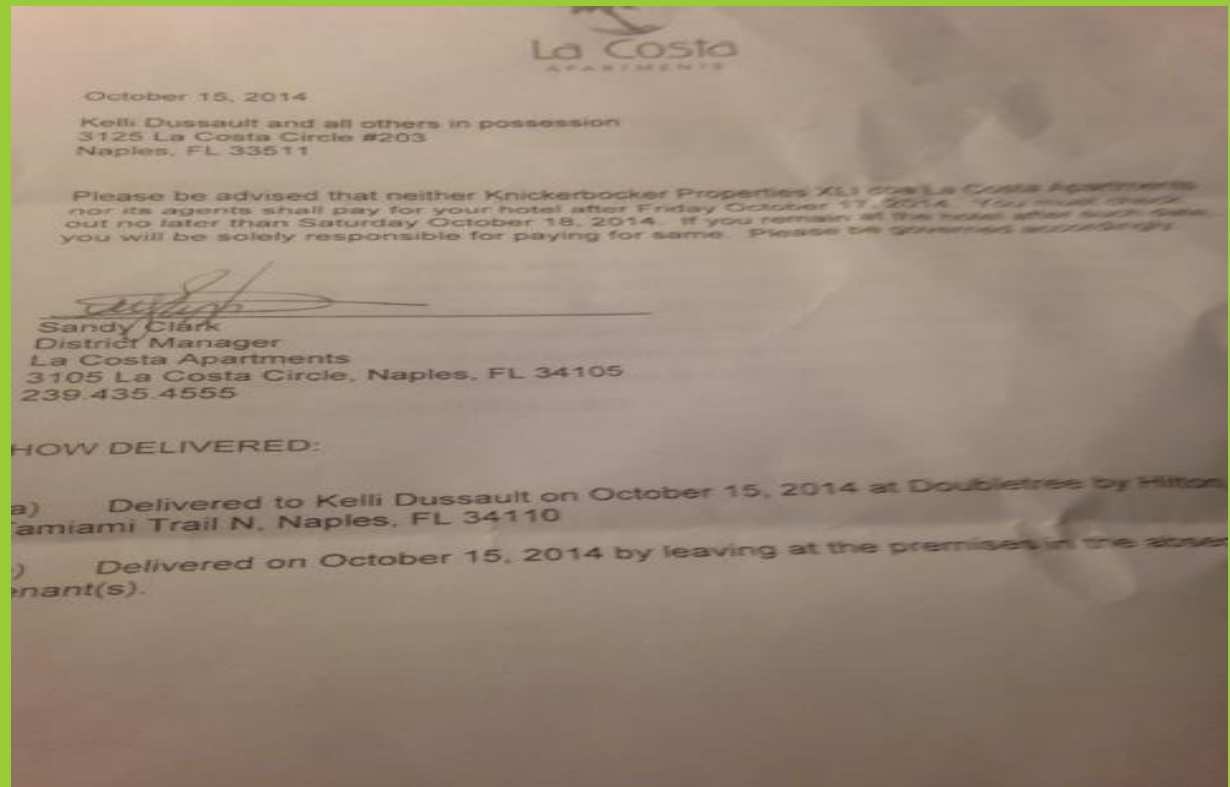 La Costa
APARTMENTS
October 15, 2014
Kelli Dussault and all others in possession
3125 La Costa Circle #203
Naples, FL 33511
Please be advised that neither Knickerbocker Properties XLI dba La Costa Apartments
nor its agents shall pay for your hotel after Friday October 17, 2014. You must check
out no later than Saturday October 18, 2014. If you remain at the hotel after such date
you will be solely responsible for paying for same. Please be governed accordingly.
Sandy Clark
District Manager
La Costa Apartments
3105 La Costa Circle, Naples, FL 34105
239.435.4555
HOW DELIVERED:
a) Delivered to Kelli Dussault on October 15, 2014 at Doubletree by Hilton
amiami Trail N, Naples, FL 34110
) Delivered on October 15, 2014 by leaving at the premises in the absen
enant(s).